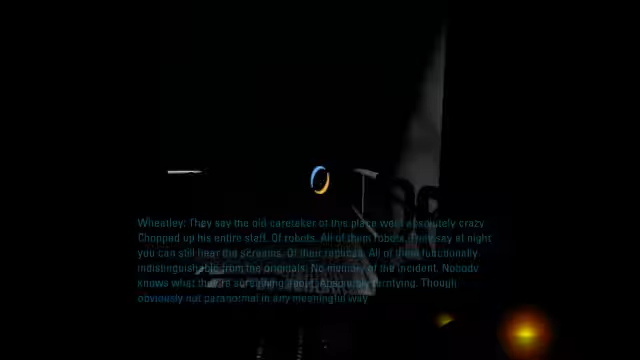 Wheatley: They say the old caretaker of this place went absolutely crazy
Chopped up his entire staff. Of robots. All of them robots. They say at night
you can still hear the screams. Of their replicas. All of them functionally
indistinguishable from the originals. No memory of the incident. Nobody
knows what they're screaming about. Absolutely terrifying. Though
obviously not paranormal in any meaningful way